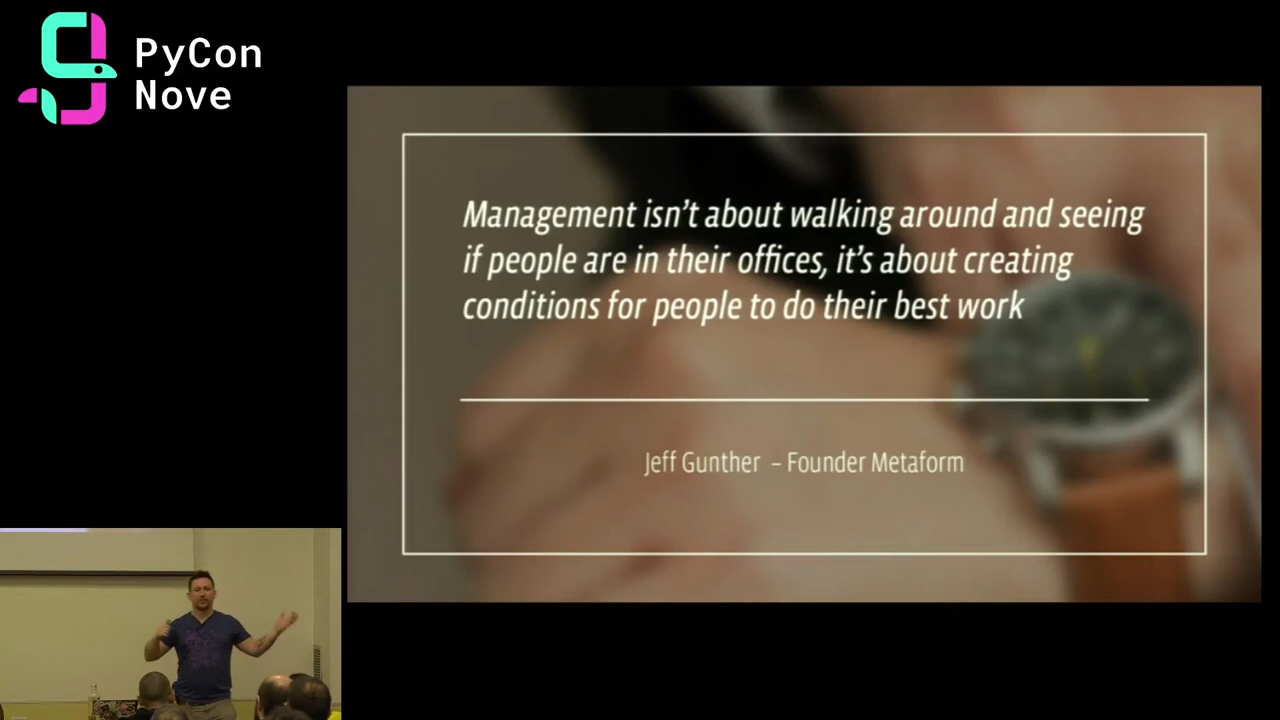 PyCon
Nove
Management isn't about walking around and seeing
if people are in their offices, it's about creating
conditions for people to do their best work
Jeff Gunther – Founder Metaform